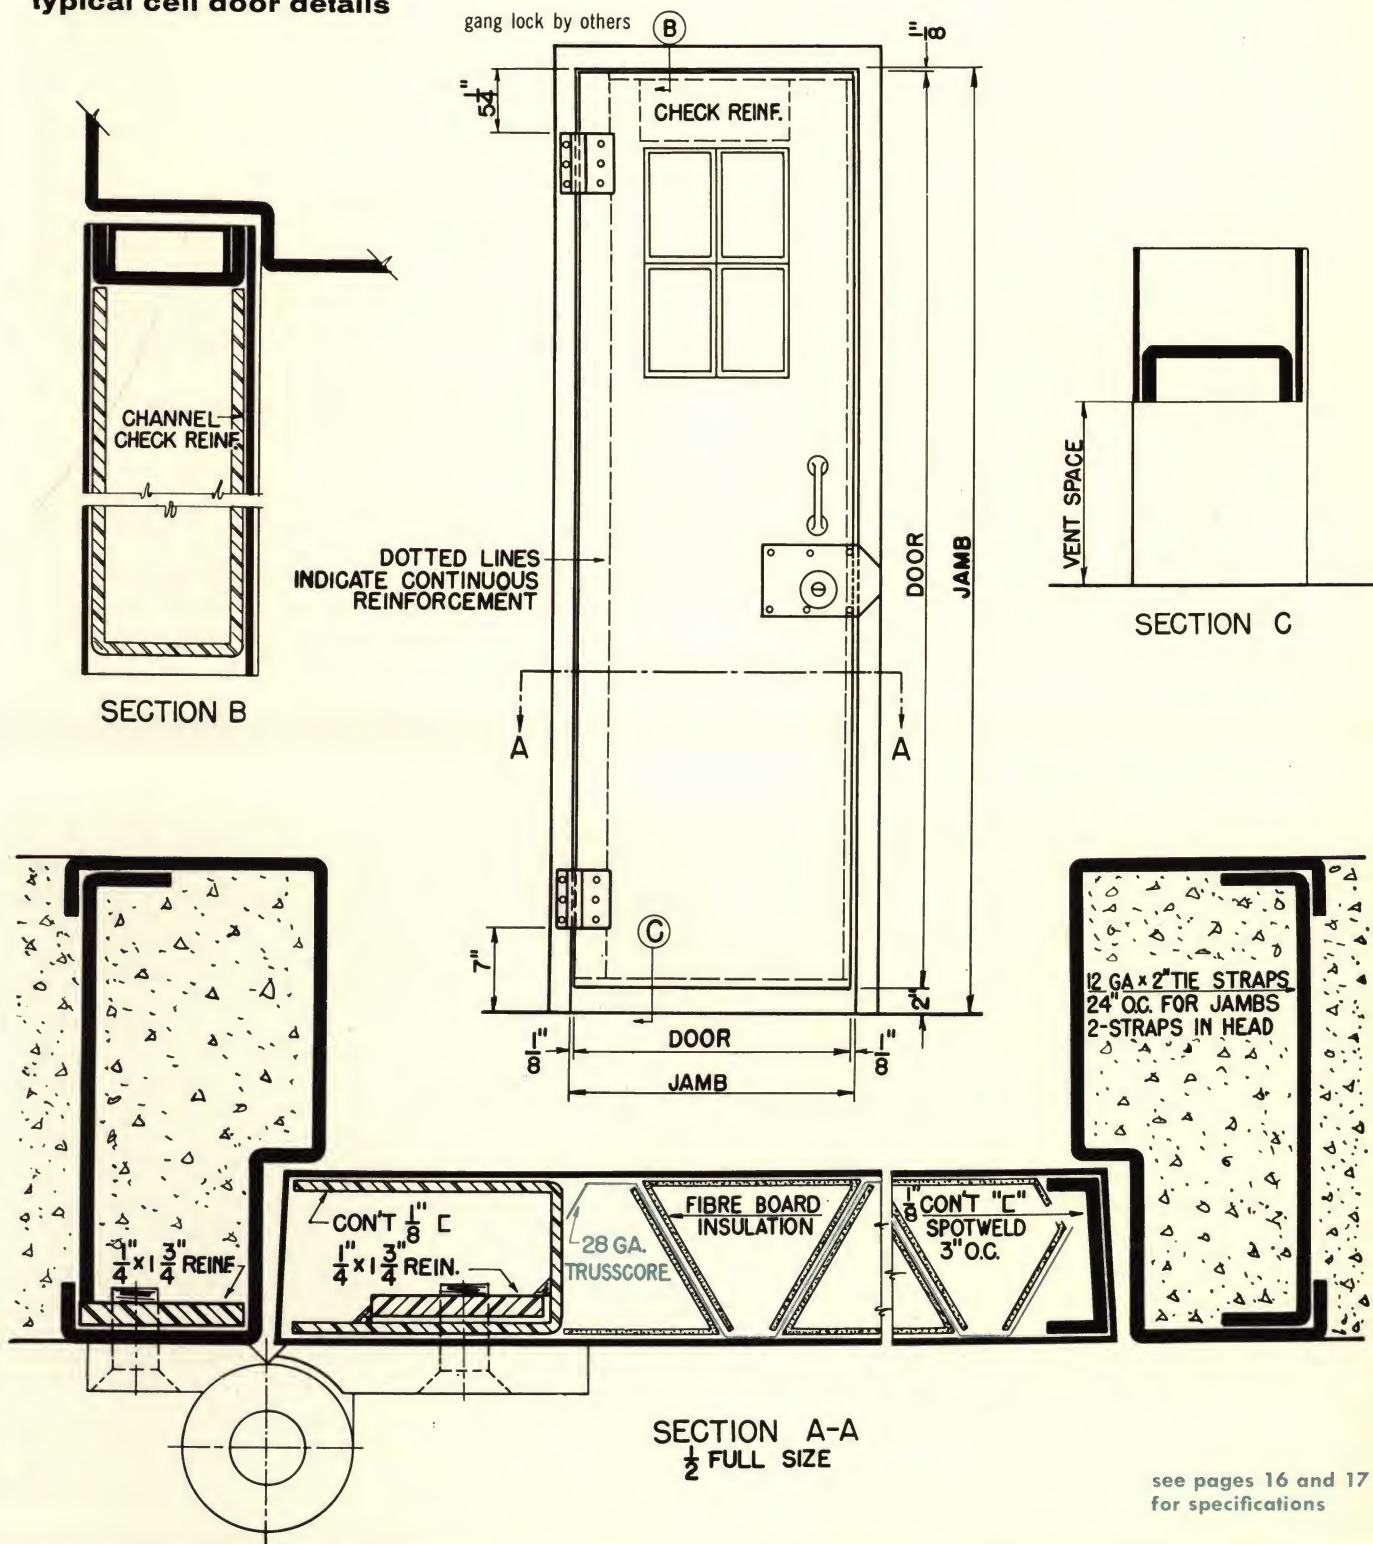 typical cell door details
gang lock by others
B
1/8"
5 1/4"
CHECK REINF.
CHANNEL
CHECK REINF.
DOTTED LINES
INDICATE CONTINUOUS
REINFORCEMENT
DOOR
JAMB
VENT SPACE
SECTION C
SECTION B
A
A
C
7"
2"
1/8"
DOOR
1/8"
JAMB
12 GA x 2" TIE STRAPS
24" O.C. FOR JAMBS
2-STRAPS IN HEAD
1/4" x 1 3/4" REINF.
CON'T 1/8" ⊏
1/4" x 1 3/4" REIN.
28 GA.
TRUSSCORE
FIBRE BOARD
INSULATION
1/8" CON'T "⊏"
SPOTWELD
3" O.C.
SECTION A-A
1/2 FULL SIZE
see pages 16 and 17
for specifications